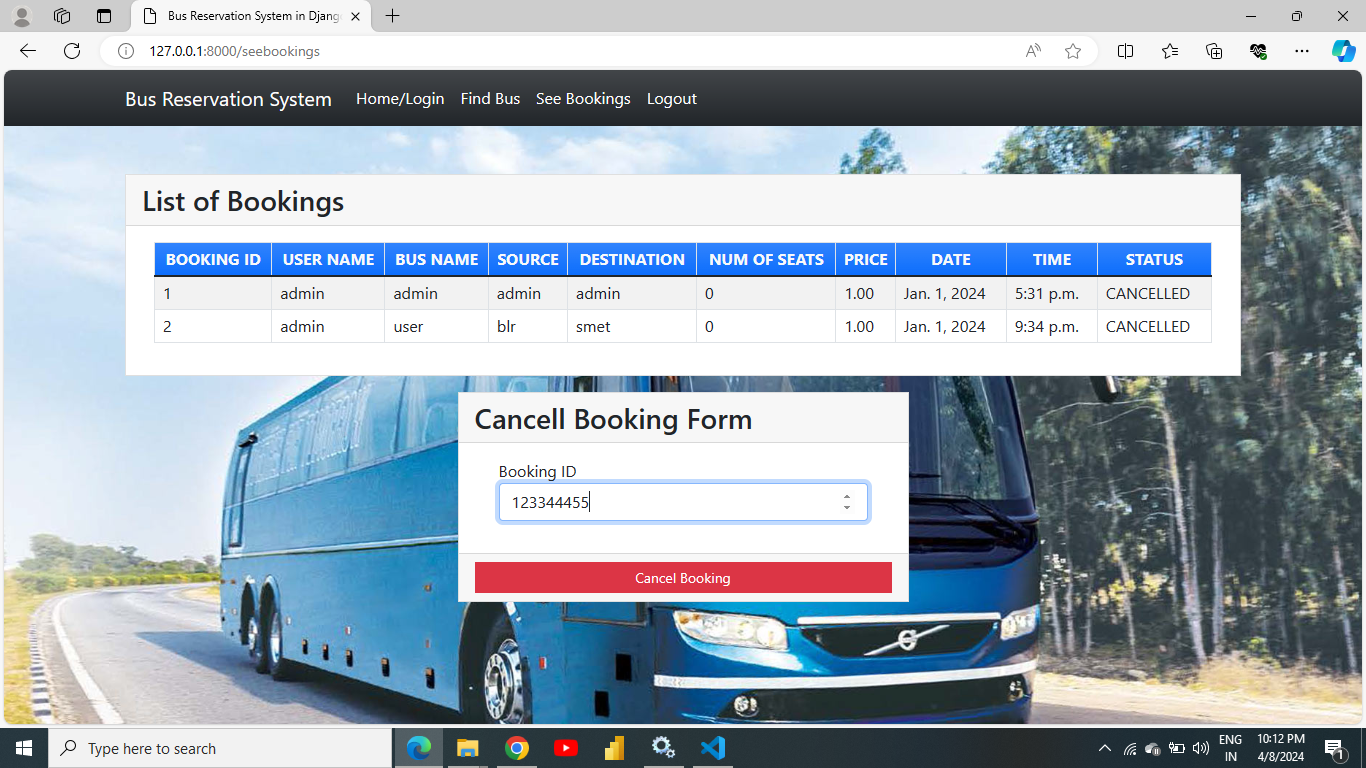 Bus Reservation System in Djang
127.0.0.1:8000/seebookings
Bus Reservation System Home/Login Find Bus See Bookings Logout
List of Bookings
BOOKING ID USER NAME BUS NAME SOURCE DESTINATION NUM OF SEATS PRICE DATE TIME STATUS
1 admin admin admin admin 0 1.00 Jan. 1, 2024 5:31 p.m. CANCELLED
2 admin user blr smet 0 1.00 Jan. 1, 2024 9:34 p.m. CANCELLED
Cancell Booking Form
Booking ID
123344455
Cancel Booking
Type here to search
ENG
IN
10:12 PM
4/8/2024
1